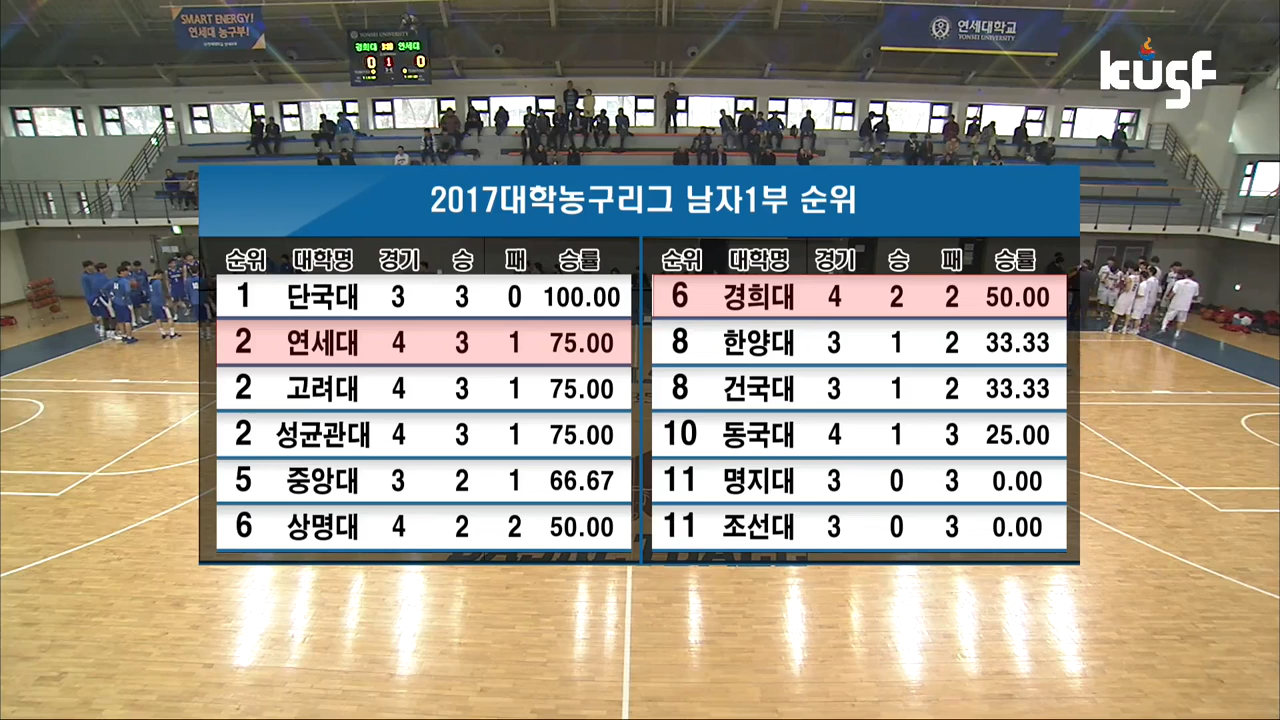 SMART ENERGY!
연세대 농구부!
YONSEI UNIVERSITY
경희대 연세대
0 1 0
연세대학교
YONSEI UNIVERSITY
kusf
2017대학농구리그 남자1부 순위
순위 대학명 경기 승 패 승률
1 단국대 3 3 0 100.00
2 연세대 4 3 1 75.00
2 고려대 4 3 1 75.00
2 성균관대 4 3 1 75.00
5 중앙대 3 2 1 66.67
6 상명대 4 2 2 50.00
순위 대학명 경기 승 패 승률
6 경희대 4 2 2 50.00
8 한양대 3 1 2 33.33
8 건국대 3 1 2 33.33
10 동국대 4 1 3 25.00
11 명지대 3 0 3 0.00
11 조선대 3 0 3 0.00